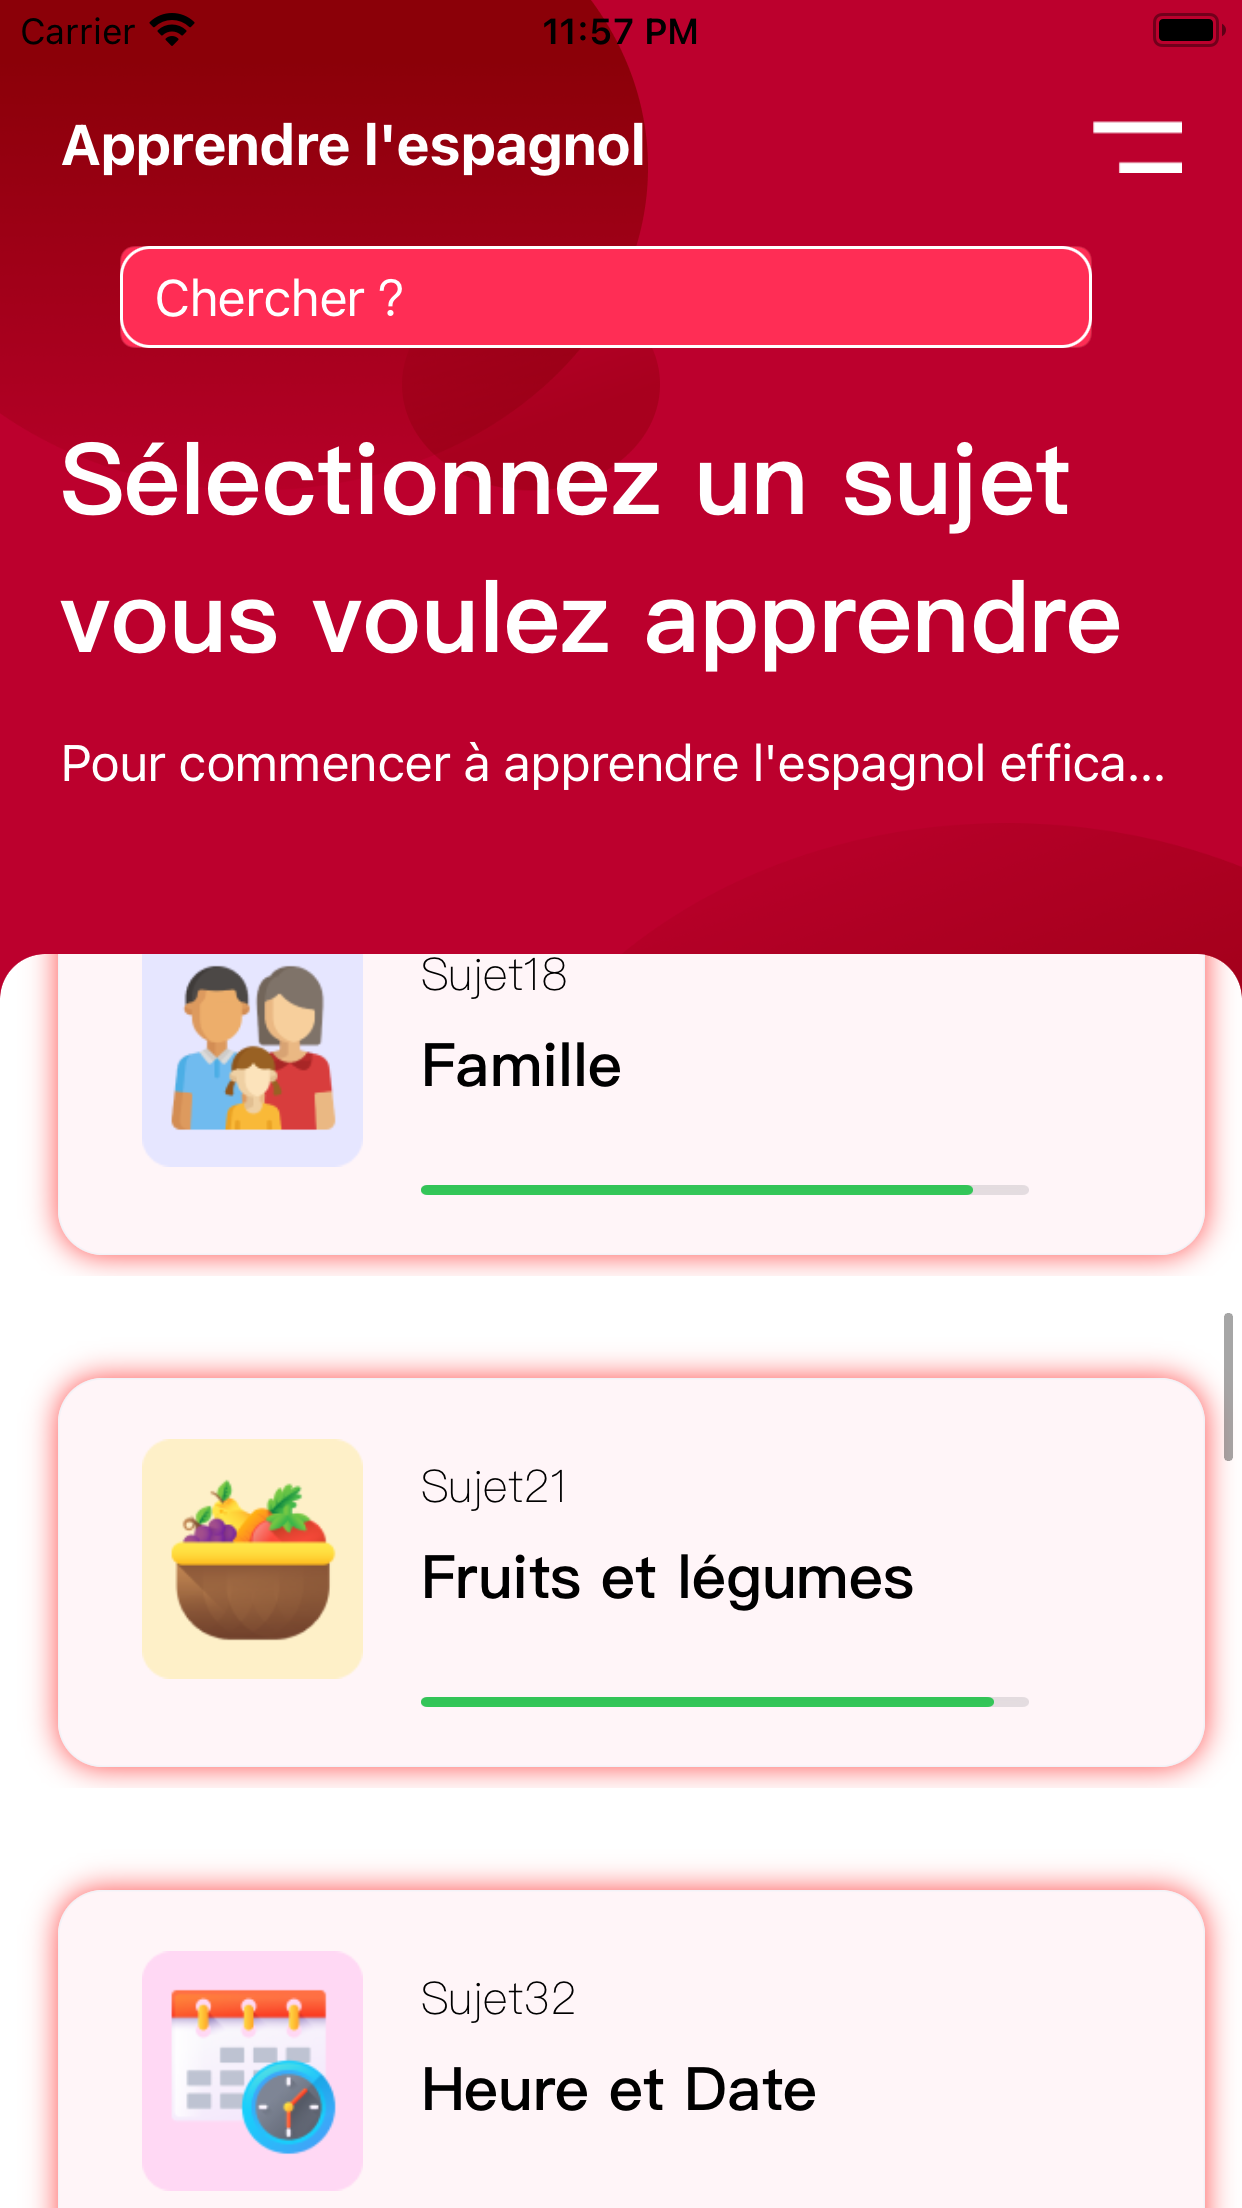 Carrier 11:57 PM
Apprendre l'espagnol
Chercher ?
Sélectionnez un sujet
vous voulez apprendre
Pour commencer à apprendre l'espagnol effica...
Sujet18
Famille
Sujet21
Fruits et légumes
Sujet32
Heure et Date